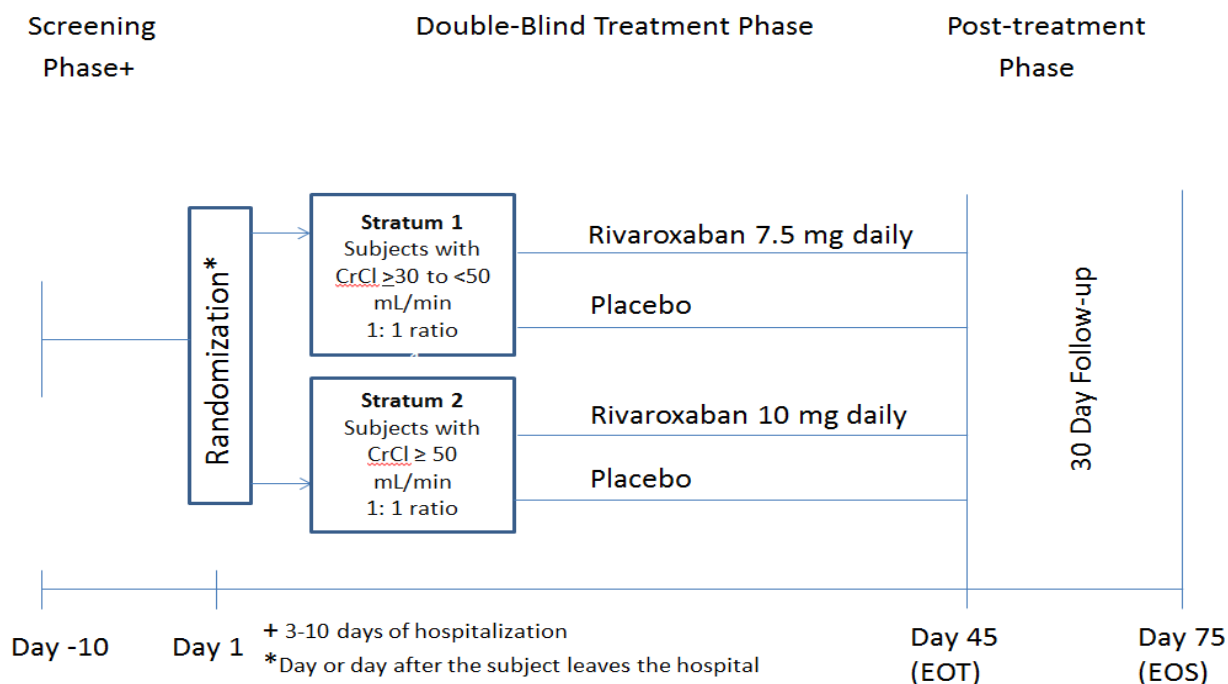 Screening
Phase+
Double-Blind Treatment Phase
Post-treatment
Phase
Randomization*
Stratum 1
Subjects with
CrCl ≥30 to <50
mL/min
1: 1 ratio
Rivaroxaban 7.5 mg daily
Placebo
Stratum 2
Subjects with
CrCl ≥ 50
mL/min
1: 1 ratio
Rivaroxaban 10 mg daily
Placebo
30 Day Follow-up
Day -10
Day 1
+ 3-10 days of hospitalization
*Day or day after the subject leaves the hospital
Day 45
(EOT)
Day 75
(EOS)